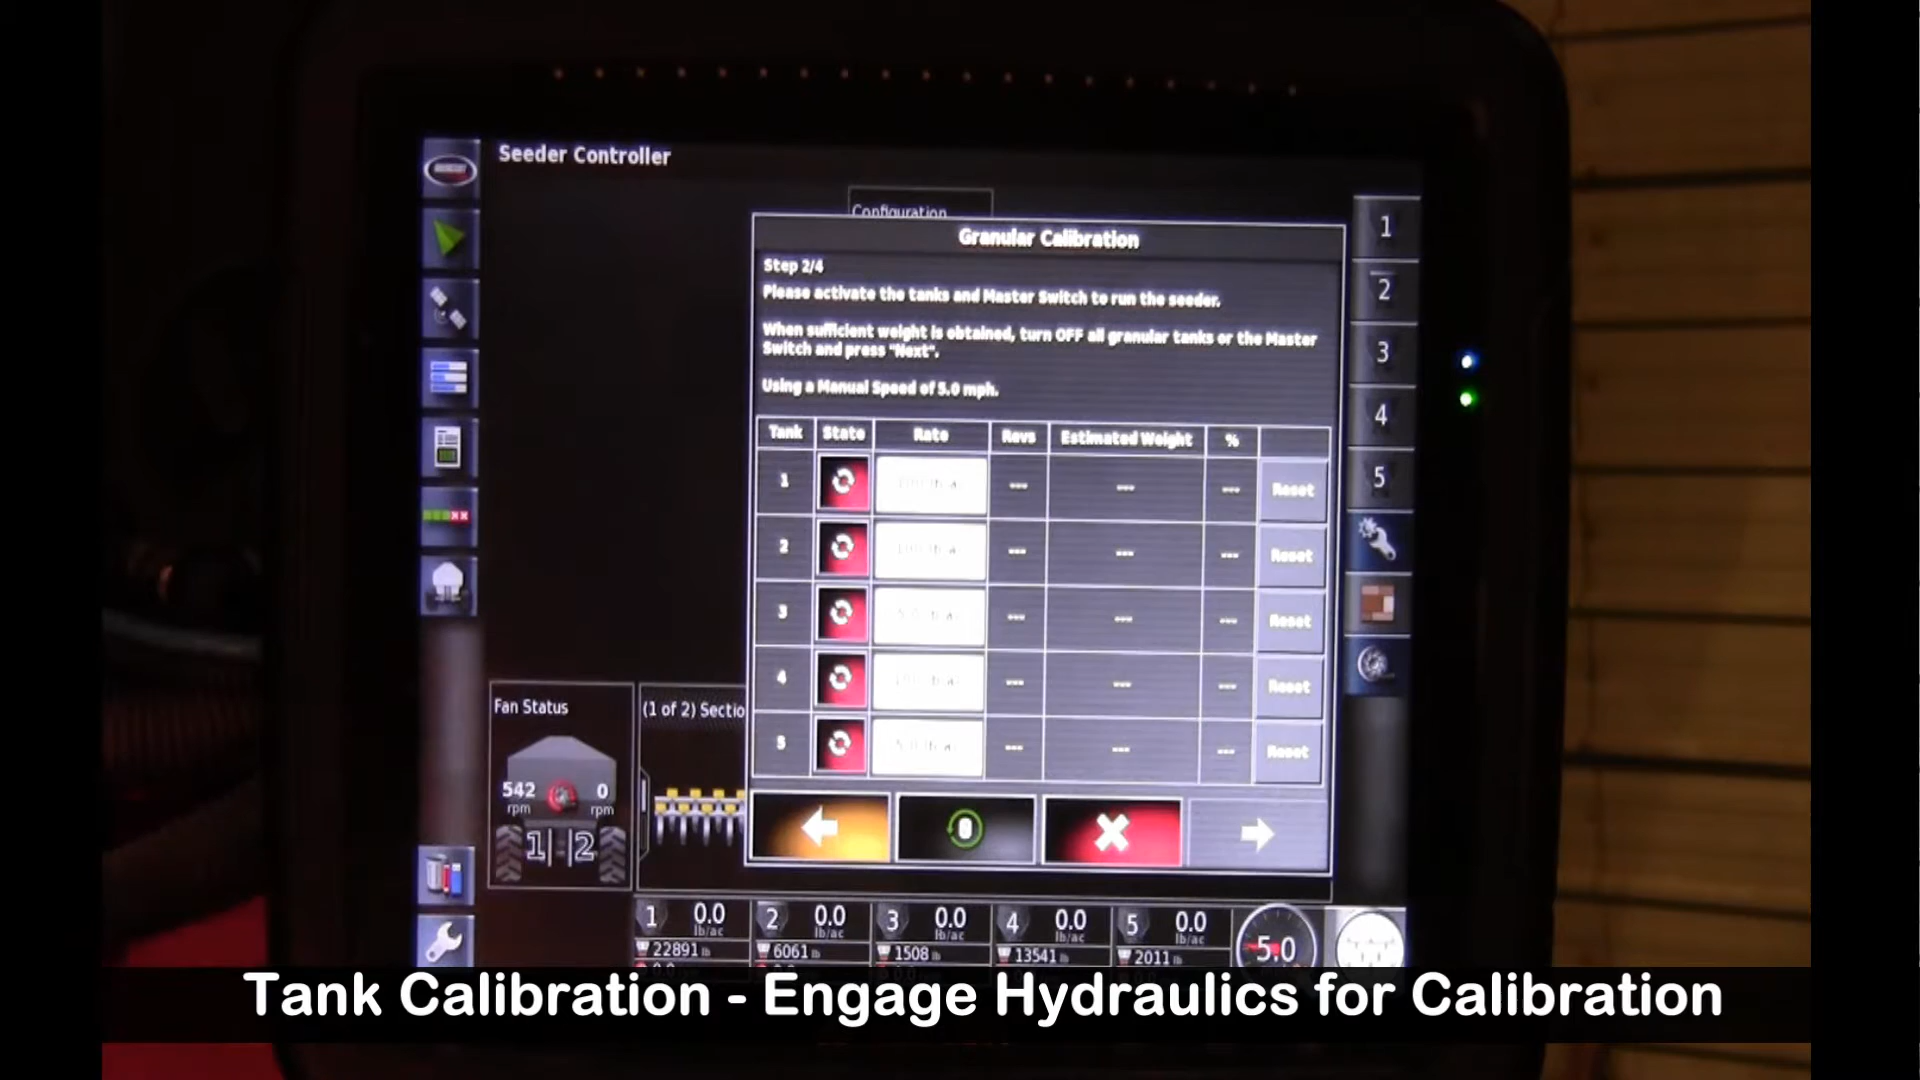 Seeder Controller
Configuration
Granular Calibration
Step 2/4
Please activate the tanks and Master Switch to run the seeder.
When sufficient weight is obtained, turn OFF all granular tanks or the Master
Switch and press "Next".
Using a Manual Speed of 5.0 mph.
Tank State Rate Revs Estimated Weight %
1 --- --- --- Reset
2 --- --- --- Reset
3 --- --- --- Reset
4 --- --- --- Reset
5 --- --- --- Reset
1
2
3
4
5
Fan Status
542 rpm 0 rpm
1 2
(1 of 2) Sectio
1 0.0 lb/ac
22891 lb
2 0.0 lb/ac
6061 lb
3 0.0 lb/ac
1508 lb
4 0.0 lb/ac
13541 lb
5 0.0 lb/ac
2011 lb
5.0
Tank Calibration - Engage Hydraulics for Calibration